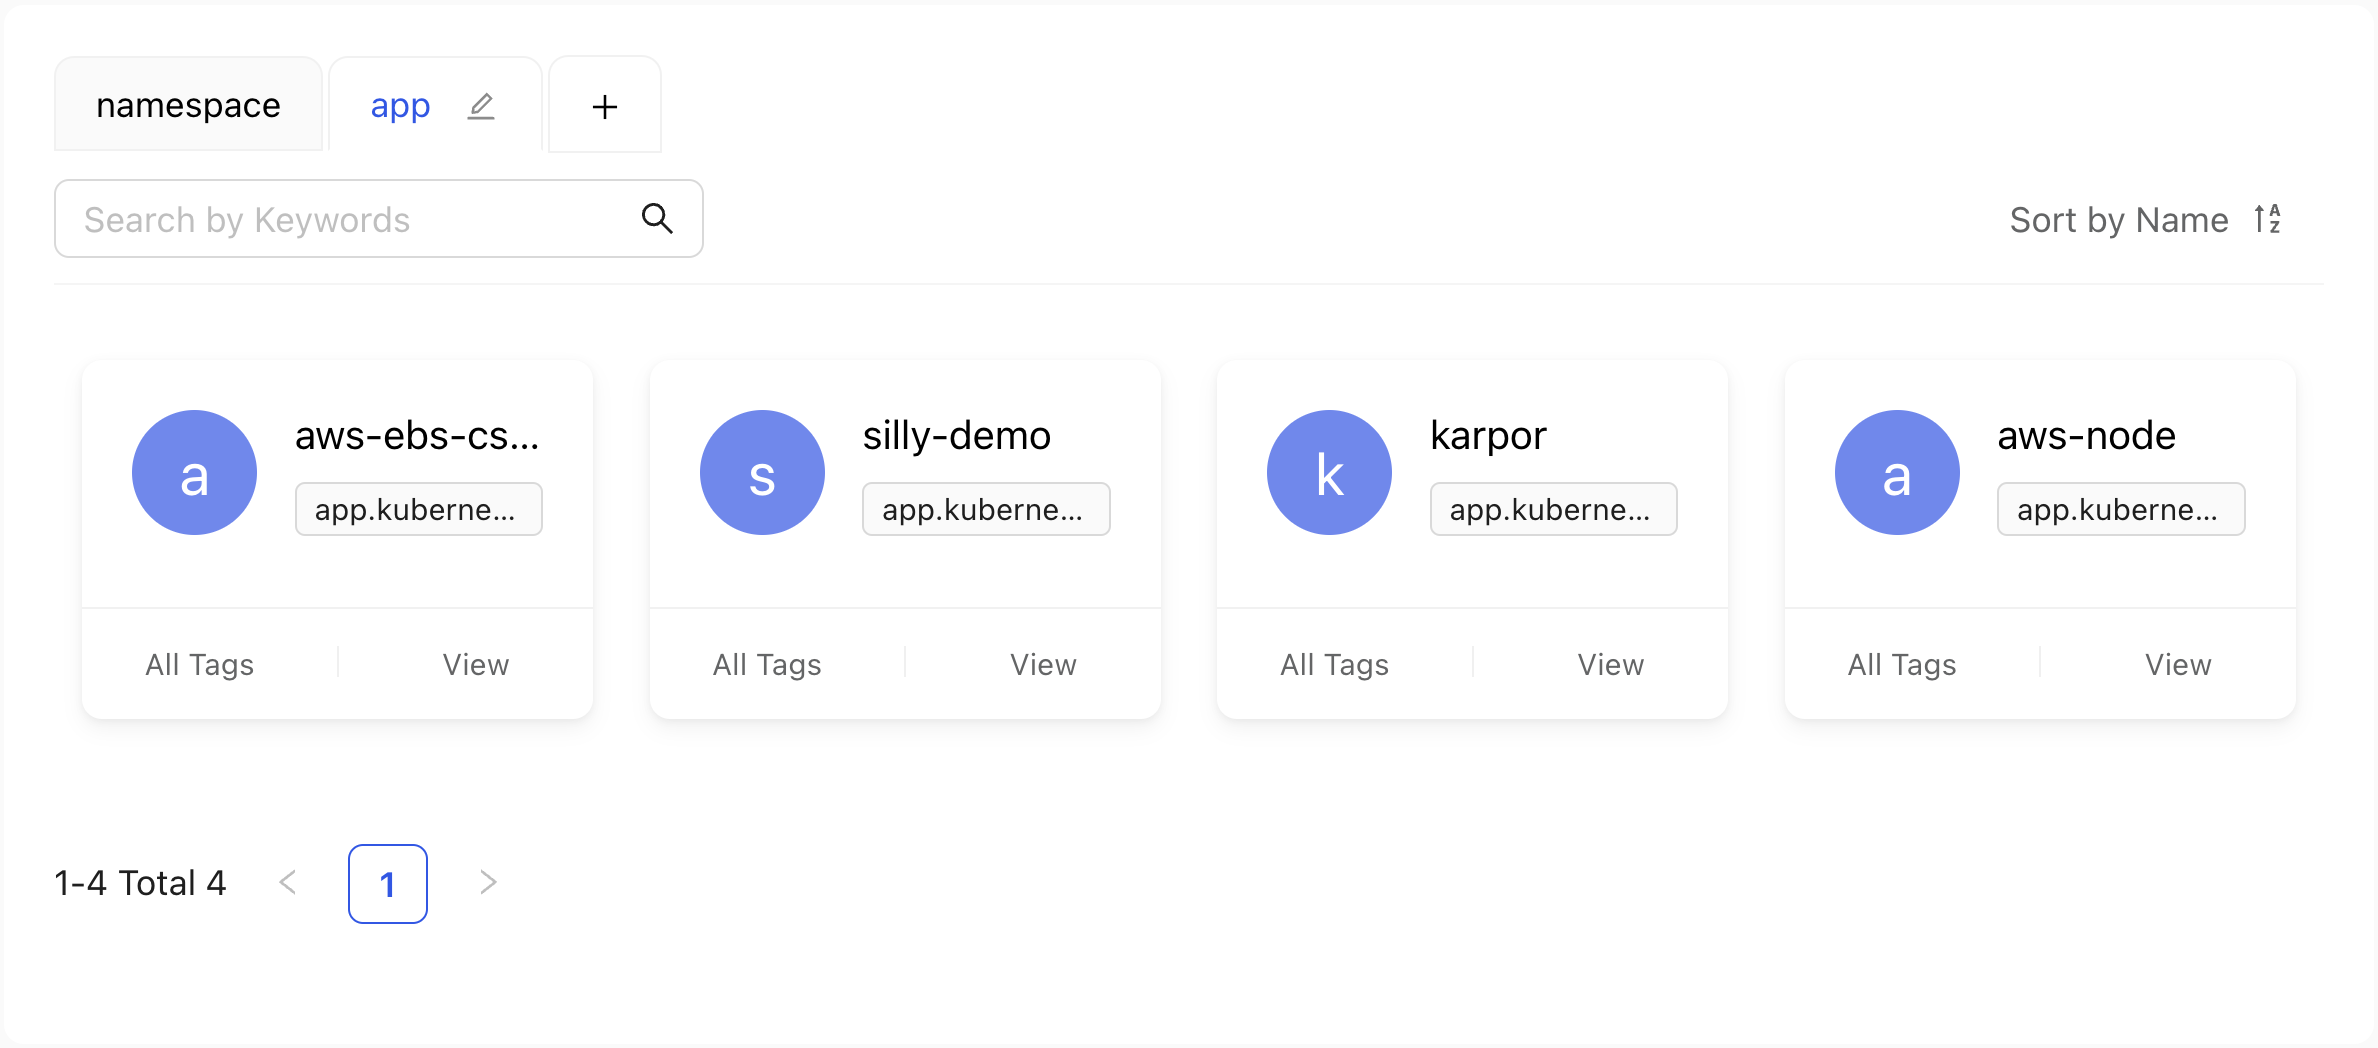 namespace
app
+
Search by Keywords
Sort by Name
A
Z
a
aws-ebs-cs...
app.kuberne...
All Tags
View
s
silly-demo
app.kuberne...
All Tags
View
k
karpor
app.kuberne...
All Tags
View
a
aws-node
app.kuberne...
All Tags
View
1-4 Total 4
1